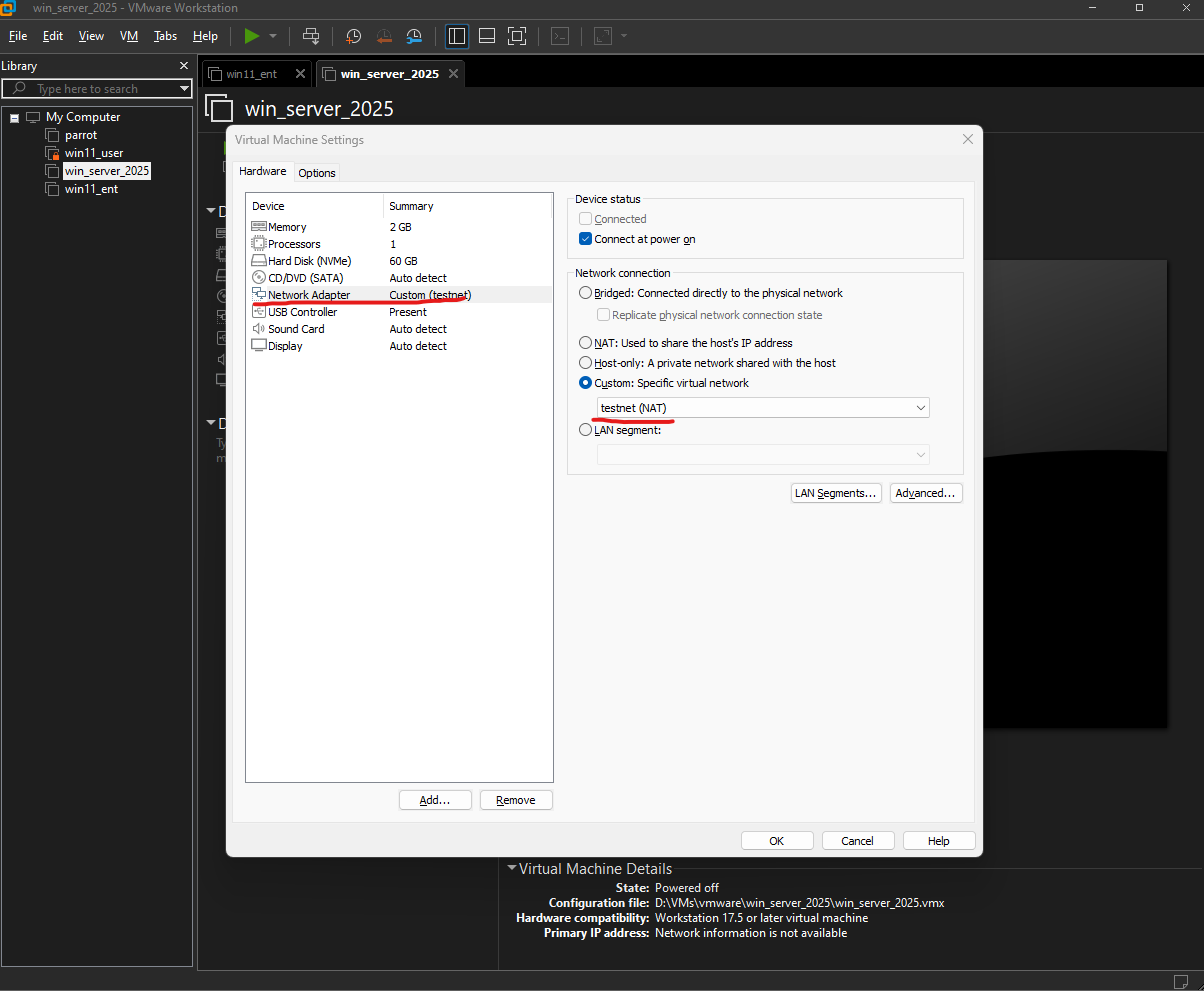 win_server_2025 - VMware Workstation
File Edit View VM Tabs Help
Library
Type here to search
My Computer
parrot
win11_user
win_server_2025
win11_ent
win11_ent
win_server_2025
win_server_2025
Virtual Machine Settings
Hardware Options
Device Summary
Memory 2 GB
Processors 1
Hard Disk (NVMe) 60 GB
CD/DVD (SATA) Auto detect
Network Adapter Custom (testnet)
USB Controller Present
Sound Card Auto detect
Display Auto detect
Add... Remove
Device status
Connected
Connect at power on
Network connection
Bridged: Connected directly to the physical network
Replicate physical network connection state
NAT: Used to share the host's IP address
Host-only: A private network shared with the host
Custom: Specific virtual network
testnet (NAT)
LAN segment:
LAN Segments... Advanced...
OK Cancel Help
Virtual Machine Details
State: Powered off
Configuration file: D:\VMs\vmware\win_server_2025\win_server_2025.vmx
Hardware compatibility: Workstation 17.5 or later virtual machine
Primary IP address: Network information is not available